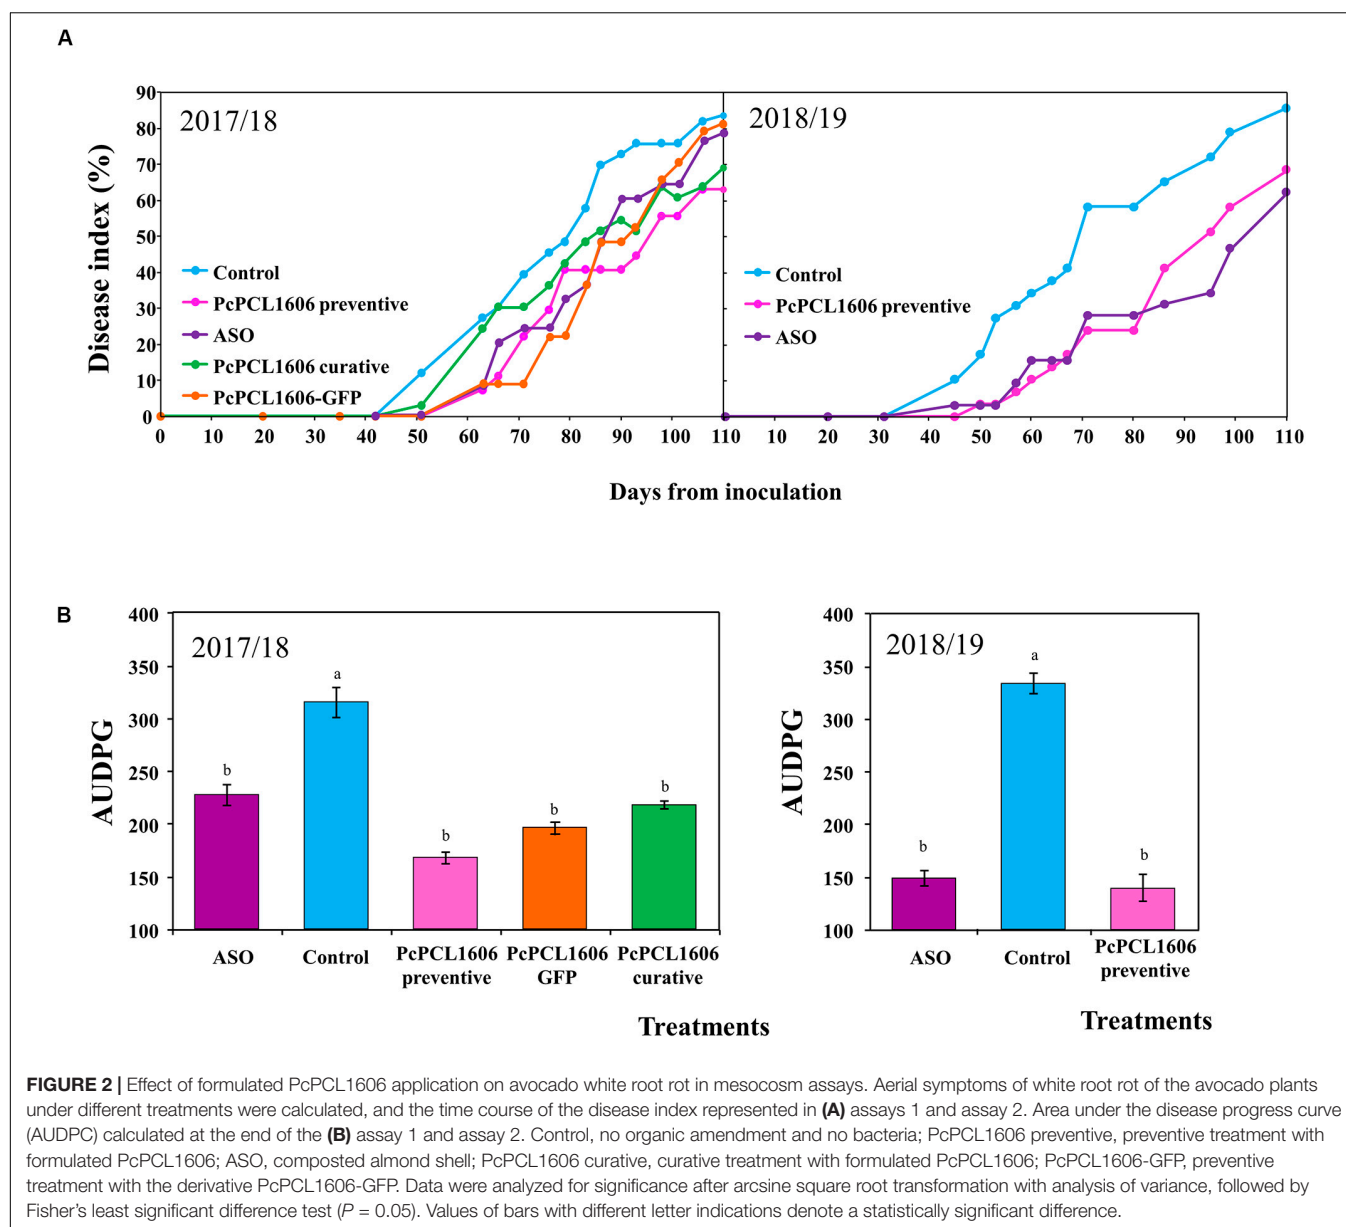 A
90
80
70
60
50
40
30
20
10
0
Disease index (%)
2017/18
Control
PcPCL1606 preventive
ASO
PcPCL1606 curative
PcPCL1606-GFP
0 10 20 30 40 50 60 70 80 90 100 110
2018/19
Control
PcPCL1606 preventive
ASO
10 20 30 40 50 60 70 80 90 100 110
Days from inoculation
B
400
350
300
250
200
150
100
AUDPG
2017/18
b
a
b
b
b
ASO
Control
PcPCL1606
preventive
PcPCL1606
GFP
PcPCL1606
curative
Treatments
400
350
300
250
200
150
100
AUDPG
2018/19
b
a
b
ASO
Control
PcPCL1606
preventive
Treatments
FIGURE 2 | Effect of formulated PcPCL1606 application on avocado white root rot in mesocosm assays. Aerial symptoms of white root rot of the avocado plants
under different treatments were calculated, and the time course of the disease index represented in (A) assays 1 and assay 2. Area under the disease progress curve
(AUDPC) calculated at the end of the (B) assay 1 and assay 2. Control, no organic amendment and no bacteria; PcPCL1606 preventive, preventive treatment with
formulated PcPCL1606; ASO, composted almond shell; PcPCL1606 curative, curative treatment with formulated PcPCL1606; PcPCL1606-GFP, preventive
treatment with the derivative PcPCL1606-GFP. Data were analyzed for significance after arcsine square root transformation with analysis of variance, followed by
Fisher's least significant difference test (P = 0.05). Values of bars with different letter indications denote a statistically significant difference.